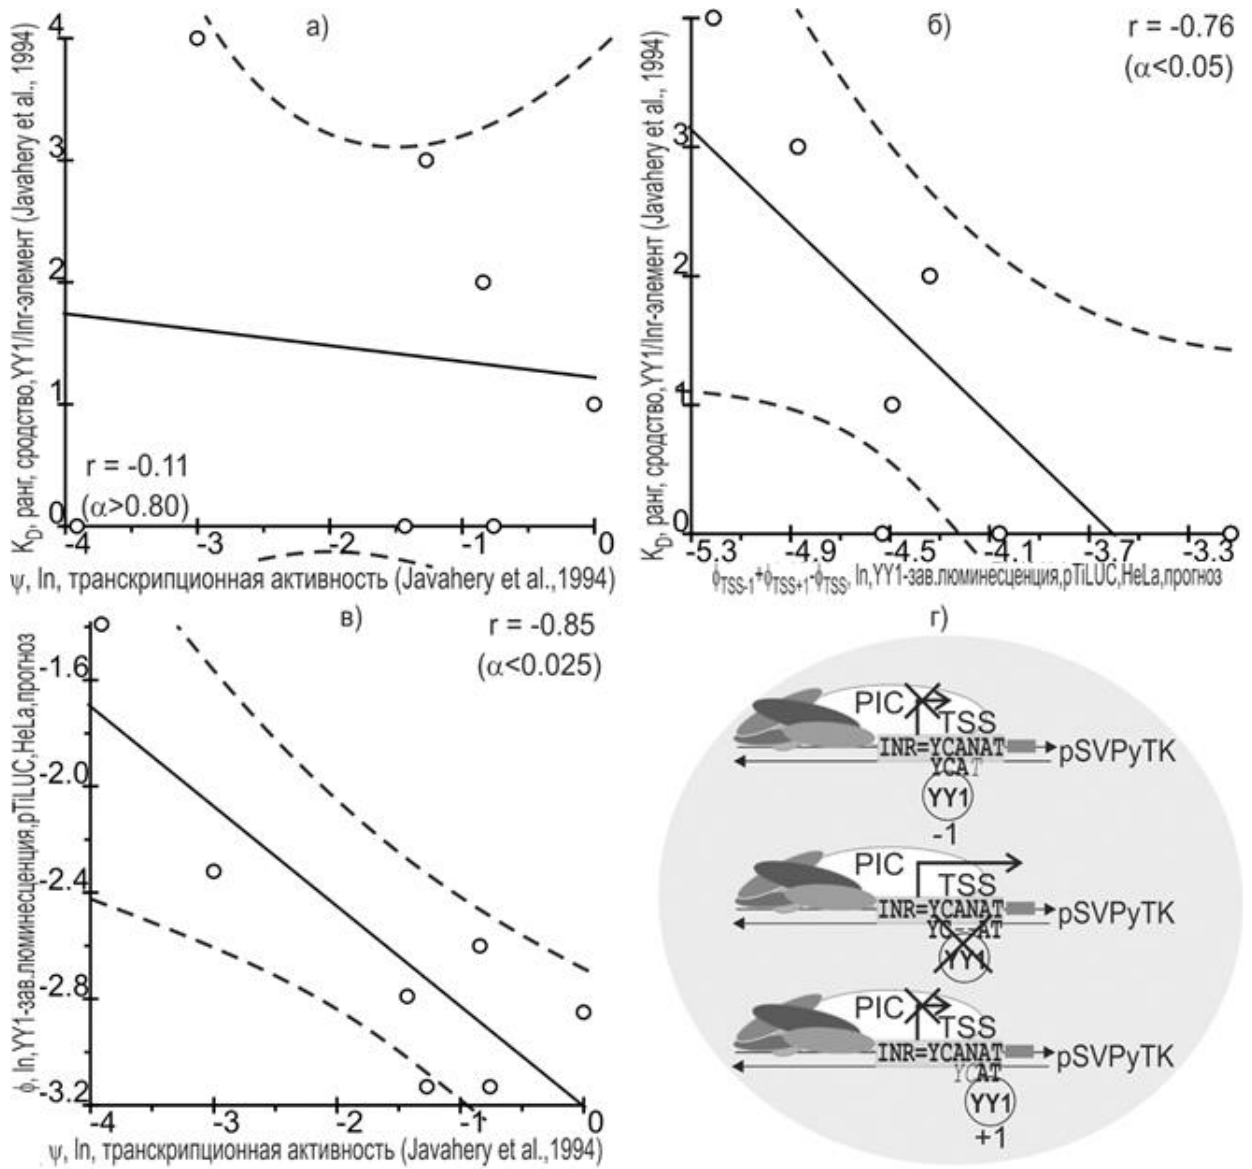 а)
K_D, ранг, сродство,YY1/Inr-элемент (Javahery et al., 1994)
4
3
2
1
0
r = -0.11
(α>0.80)
-4 -3 -2 -1 0
ψ, ln, транскрипционная активность (Javahery et al.,1994)
б)
r = -0.76
(α<0.05)
K_D, ранг, сродство,YY1/Inr-элемент (Javahery et al., 1994)
3
2
1
0
-5.3 -4.9 -4.5 -4.1 -3.7 -3.3
ϕ_TSS-1+ϕ_TSS+1-ϕ_TSS, ln,YY1-зав.люминесценция,pTiLUC,HeLa,прогноз
в)
r = -0.85
(α<0.025)
ϕ, ln,YY1-зав.люминесценция,pTiLUC,HeLa,прогноз
-1.6
-2.0
-2.4
-2.8
-3.2
-4 -3 -2 -1 0
ψ, ln, транскрипционная активность (Javahery et al.,1994)
г)
PIC
TSS
INR=YCANAT
pSVPyTK
YCAT
YY1
-1
PIC
TSS
INR=YCANAT
pSVPyTK
YC--AT
YY1
PIC
TSS
INR=YCANAT
pSVPyTK
YCAT
YY1
+1